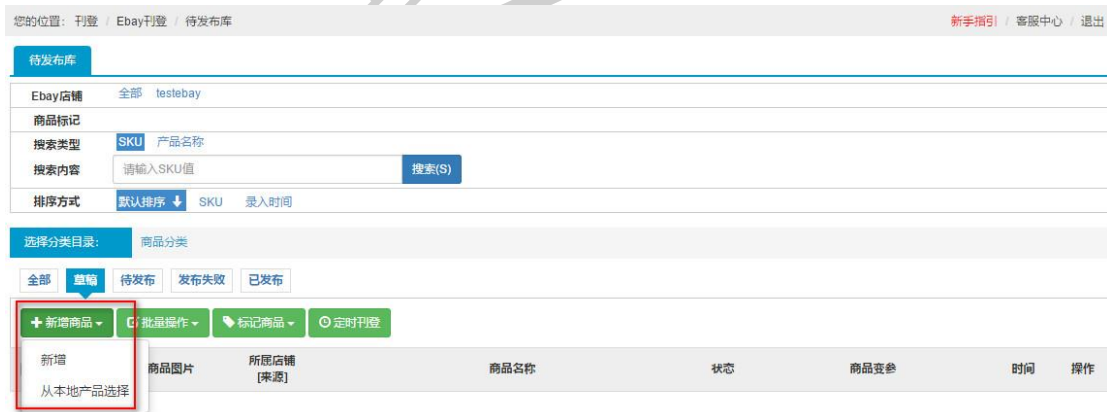 您的位置: 刊登 / Ebay刊登 / 待发布库 新手指引 / 客服中心 / 退出
待发布库
Ebay店铺 全部 testebay
商品标记
搜索类型 SKU 产品名称
搜索内容 请输入SKU值 搜索(S)
排序方式 默认排序 SKU 录入时间
选择分类目录: 商品分类
全部 草稿 待发布 发布失败 已发布
新增商品 批量操作 标记商品 定时刊登
商品图片 所属店铺 商品名称 状态 商品变参 时间 操作
[来源]
新增
从本地产品选择